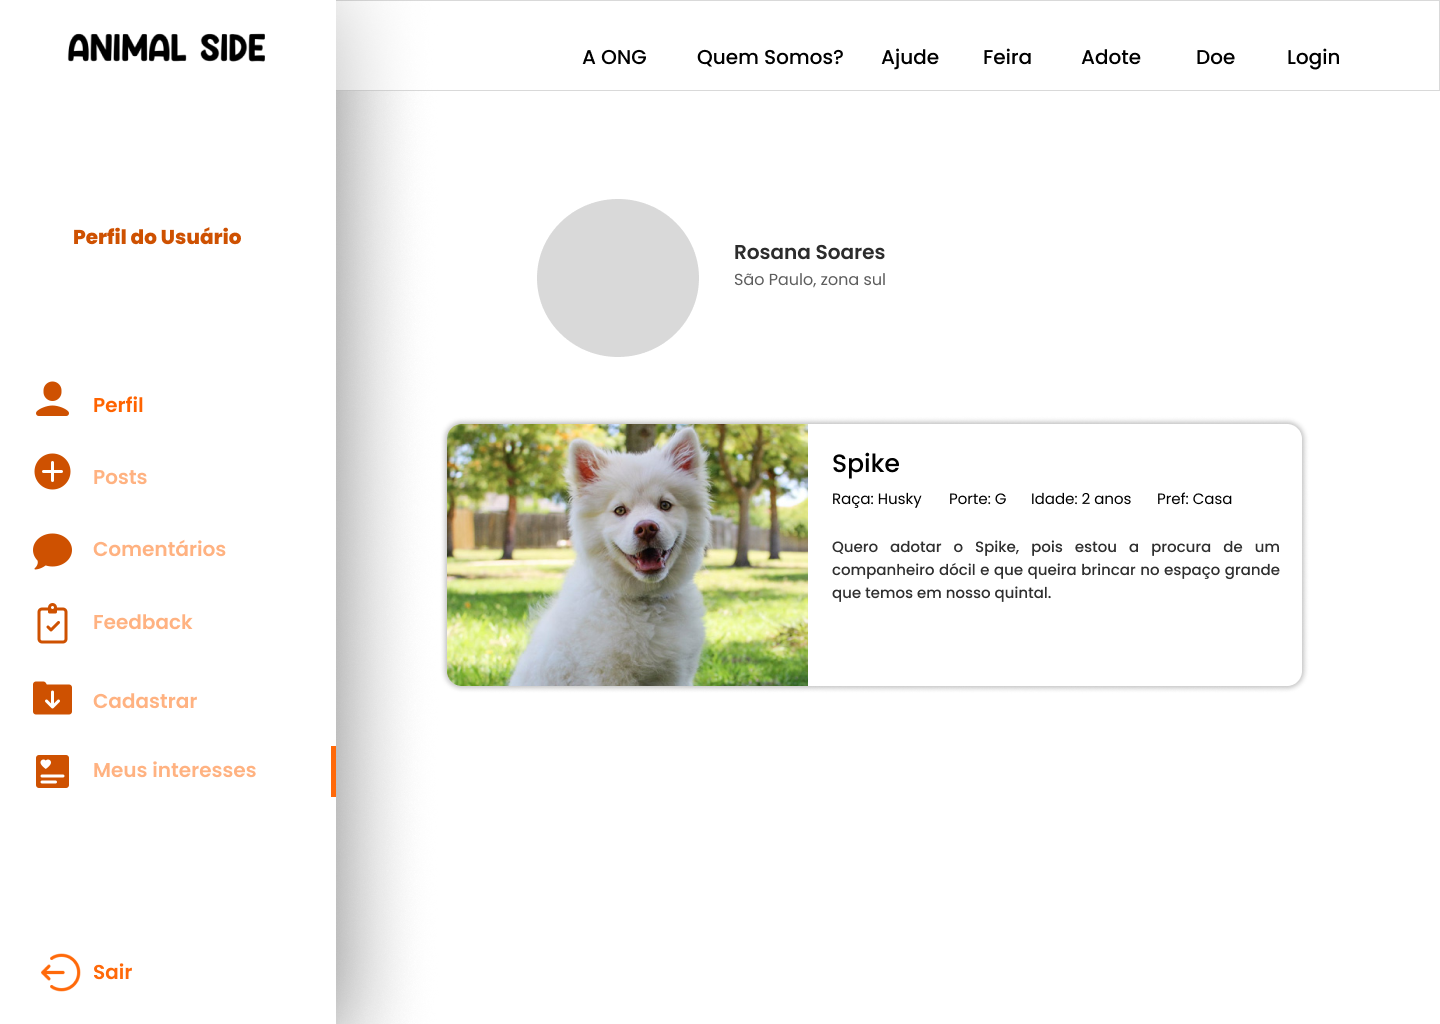 ANIMAL SIDE
A ONG Quem Somos? Ajude Feira Adote Doe Login
Perfil do Usuário
Perfil
Posts
Comentários
Feedback
Cadastrar
Meus interesses
Sair
Rosana Soares
São Paulo, zona sul
Spike
Raça: Husky Porte: G Idade: 2 anos Pref: Casa
Quero adotar o Spike, pois estou a procura de um
companheiro dócil e que queira brincar no espaço grande
que temos em nosso quintal.